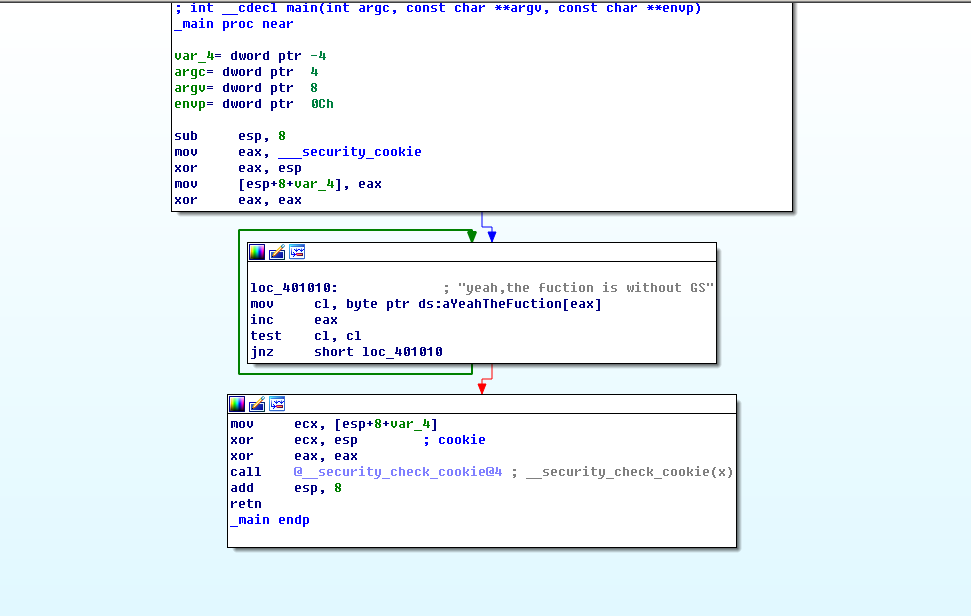 ; int __cdecl main(int argc, const char **argv, const char **envp)
_main proc near
var_4= dword ptr -4
argc= dword ptr  4
argv= dword ptr  8
envp= dword ptr  0Ch
sub     esp, 8
mov     eax, ___security_cookie
xor     eax, esp
mov     [esp+8+var_4], eax
xor     eax, eax
loc_401010:             ; "yeah,the fuction is without GS"
mov     cl, byte ptr ds:aYeahTheFuction[eax]
inc     eax
test    cl, cl
jnz     short loc_401010
mov     ecx, [esp+8+var_4]
xor     ecx, esp        ; cookie
xor     eax, eax
call    @__security_check_cookie@4 ; __security_check_cookie(x)
add     esp, 8
retn
_main endp